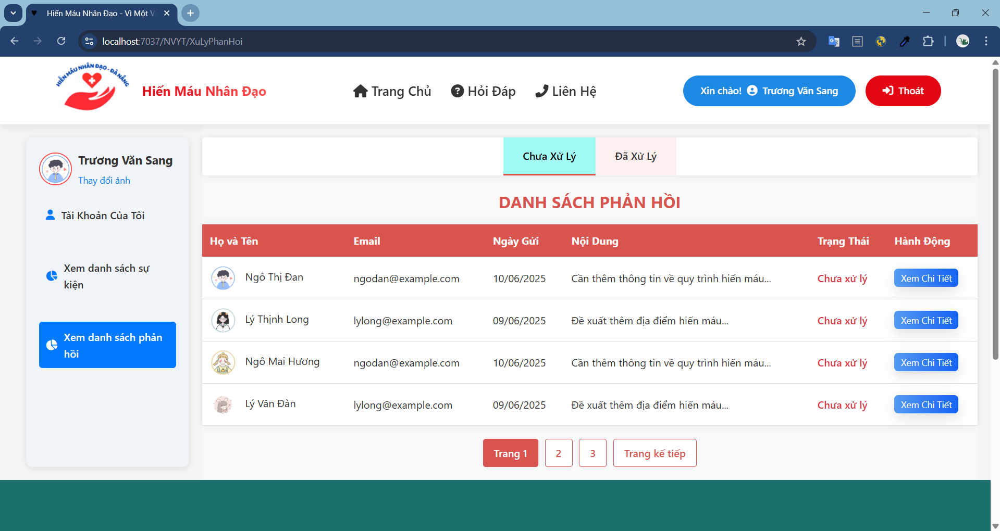 Hiến Máu Nhân Đạo - Vì Một V
localhost:7037/NVYT/XuLyPhanHoi
HIẾN MÁU NHÂN ĐẠO - ĐÀ NẴNG
Hiến Máu Nhân Đạo
Trang Chủ
Hỏi Đáp
Liên Hệ
Xin chào! Trương Văn Sang
Thoát
Trương Văn Sang
Thay đổi ảnh
Tài Khoản Của Tôi
Xem danh sách sự
kiện
Xem danh sách phản
hồi
Chưa Xử Lý
Đã Xử Lý
DANH SÁCH PHẢN HỒI
Họ và Tên Email Ngày Gửi Nội Dung Trạng Thái Hành Động
Ngô Thị Đan ngodan@example.com 10/06/2025 Cần thêm thông tin về quy trình hiến máu... Chưa xử lý Xem Chi Tiết
Lý Thịnh Long lylong@example.com 09/06/2025 Đề xuất thêm địa điểm hiến máu... Chưa xử lý Xem Chi Tiết
Ngô Mai Hương ngodan@example.com 10/06/2025 Cần thêm thông tin về quy trình hiến máu... Chưa xử lý Xem Chi Tiết
Lý Văn Đàn lylong@example.com 09/06/2025 Đề xuất thêm địa điểm hiến máu... Chưa xử lý Xem Chi Tiết
Trang 1 2 3 Trang kế tiếp